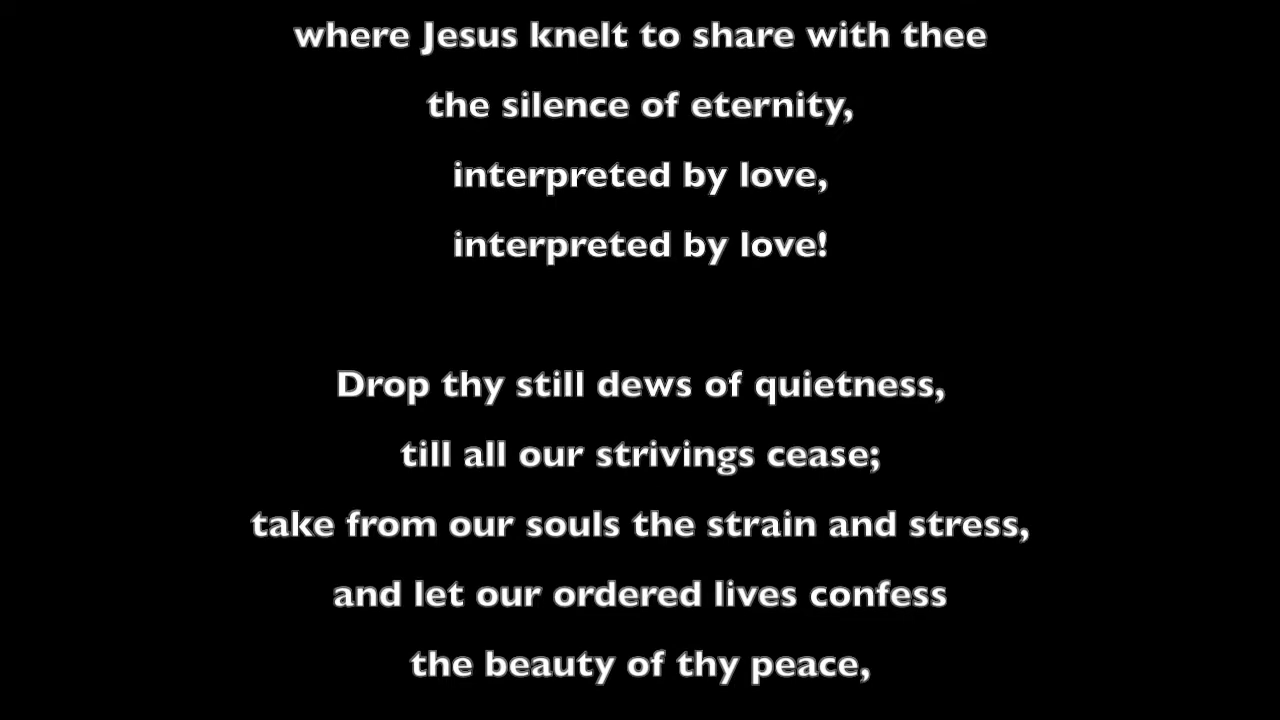 where Jesus knelt to share with thee
the silence of eternity,
interpreted by love,
interpreted by love!
Drop thy still dews of quietness,
till all our strivings cease;
take from our souls the strain and stress,
and let our ordered lives confess
the beauty of thy peace,